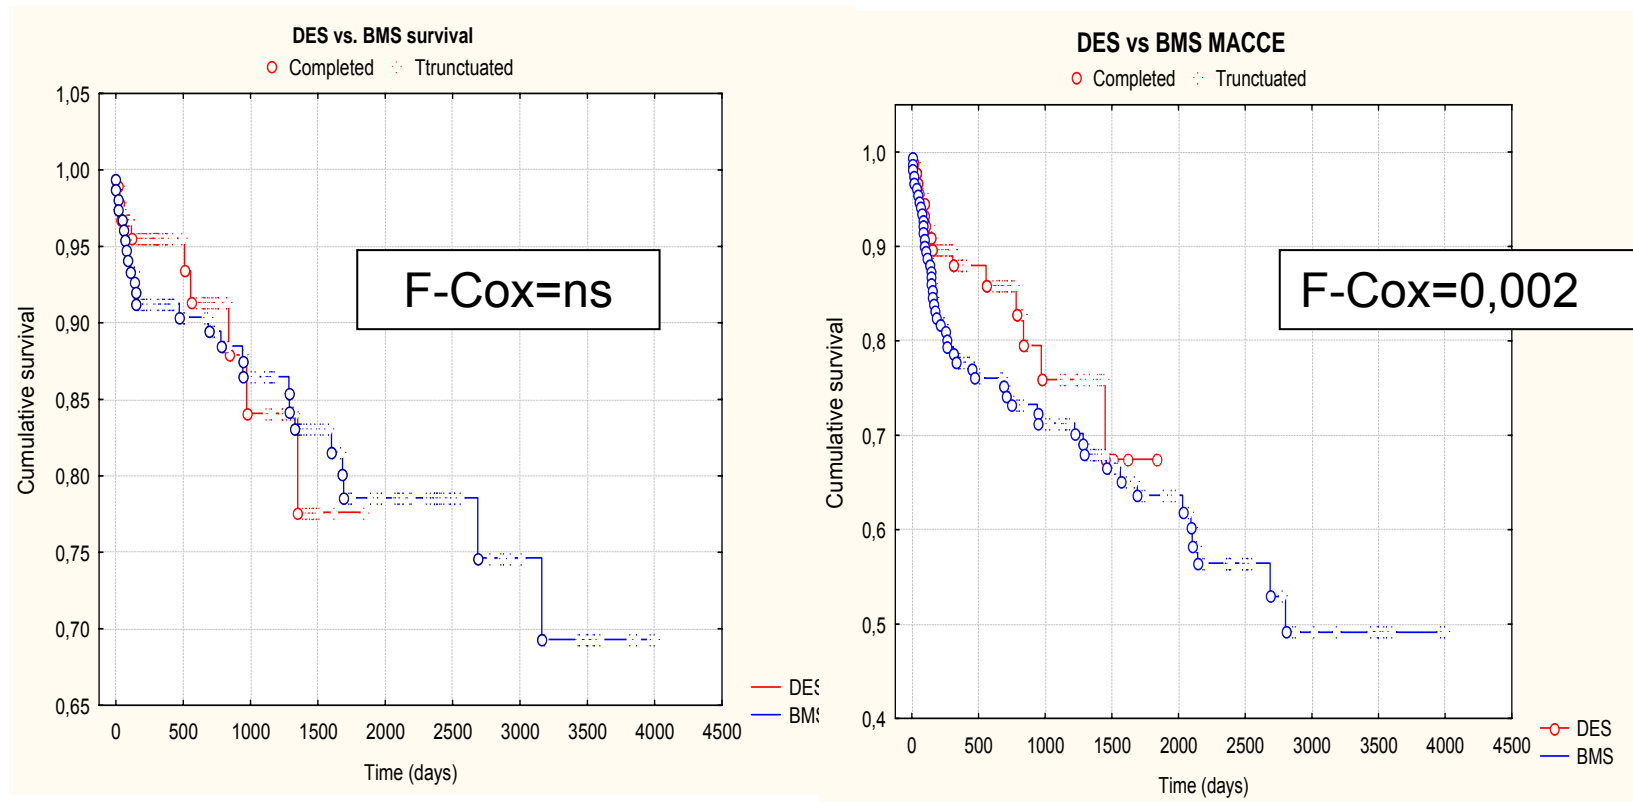 DES vs. BMS survival
Completed Ttrunctuated
1,05
1,00
0,95
0,90
0,85
0,80
0,75
0,70
0,65
Cumulative survival
F-Cox=ns
0 500 1000 1500 2000 2500 3000 3500 4000 4500
Time (days)
DES
BMS
DES vs BMS MACCE
Completed Trunctuated
1,0
0,9
0,8
0,7
0,6
0,5
0,4
Cumulative survival
F-Cox=0,002
0 500 1000 1500 2000 2500 3000 3500 4000 4500
Time (days)
DES
BMS